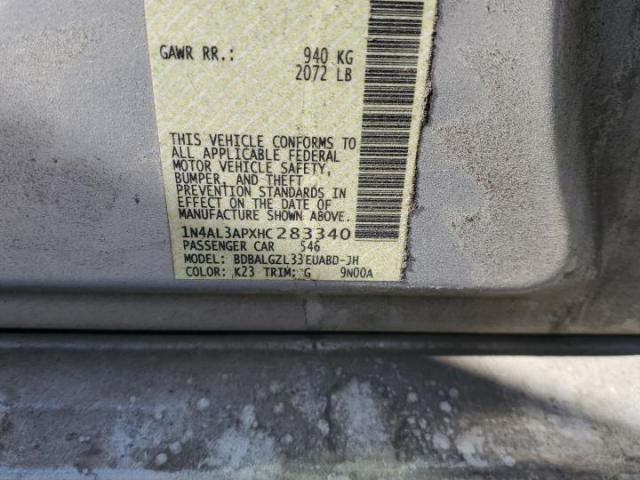 GAWR RR.: 940 KG
2072 LB
THIS VEHICLE CONFORMS TO
ALL APPLICABLE FEDERAL
MOTOR VEHICLE SAFETY,
BUMPER, AND THEFT
PREVENTION STANDARDS IN
EFFECT ON THE DATE OF
MANUFACTURE SHOWN ABOVE.
1N4AL3APXHC283340
PASSENGER CAR 546
MODEL: BDBALGZL33EUABD-JH
COLOR: K23 TRIM: G 9N00A